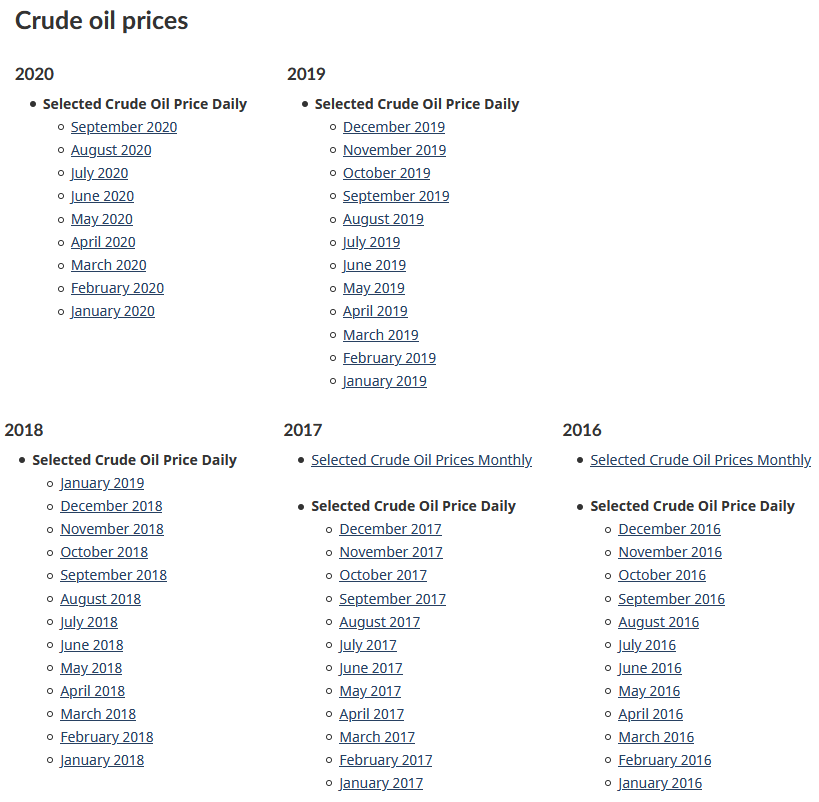 Crude oil prices
2020
Selected Crude Oil Price Daily
September 2020
August 2020
July 2020
June 2020
May 2020
April 2020
March 2020
February 2020
January 2020
2019
Selected Crude Oil Price Daily
December 2019
November 2019
October 2019
September 2019
August 2019
July 2019
June 2019
May 2019
April 2019
March 2019
February 2019
January 2019
2018
Selected Crude Oil Price Daily
January 2019
December 2018
November 2018
October 2018
September 2018
August 2018
July 2018
June 2018
May 2018
April 2018
March 2018
February 2018
January 2018
2017
Selected Crude Oil Prices Monthly
Selected Crude Oil Price Daily
December 2017
November 2017
October 2017
September 2017
August 2017
July 2017
June 2017
May 2017
April 2017
March 2017
February 2017
January 2017
2016
Selected Crude Oil Prices Monthly
Selected Crude Oil Price Daily
December 2016
November 2016
October 2016
September 2016
August 2016
July 2016
June 2016
May 2016
April 2016
March 2016
February 2016
January 2016